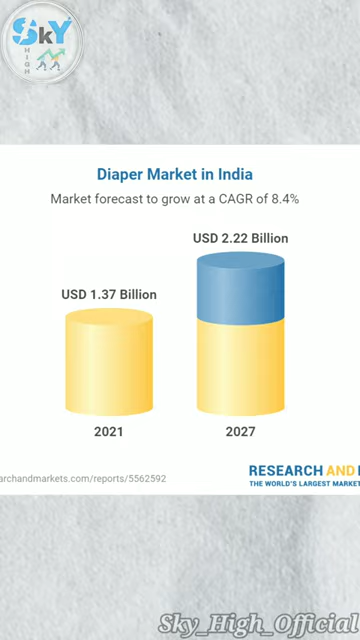 SkY
HIGH
Diaper Market in India
Market forecast to grow at a CAGR of 8.4%
USD 2.22 Billion
USD 1.37 Billion
2021
2027
archandmarkets.com/reports/5562592
RESEARCH AND
THE WORLD'S LARGEST MARKET
Sky_High_Official